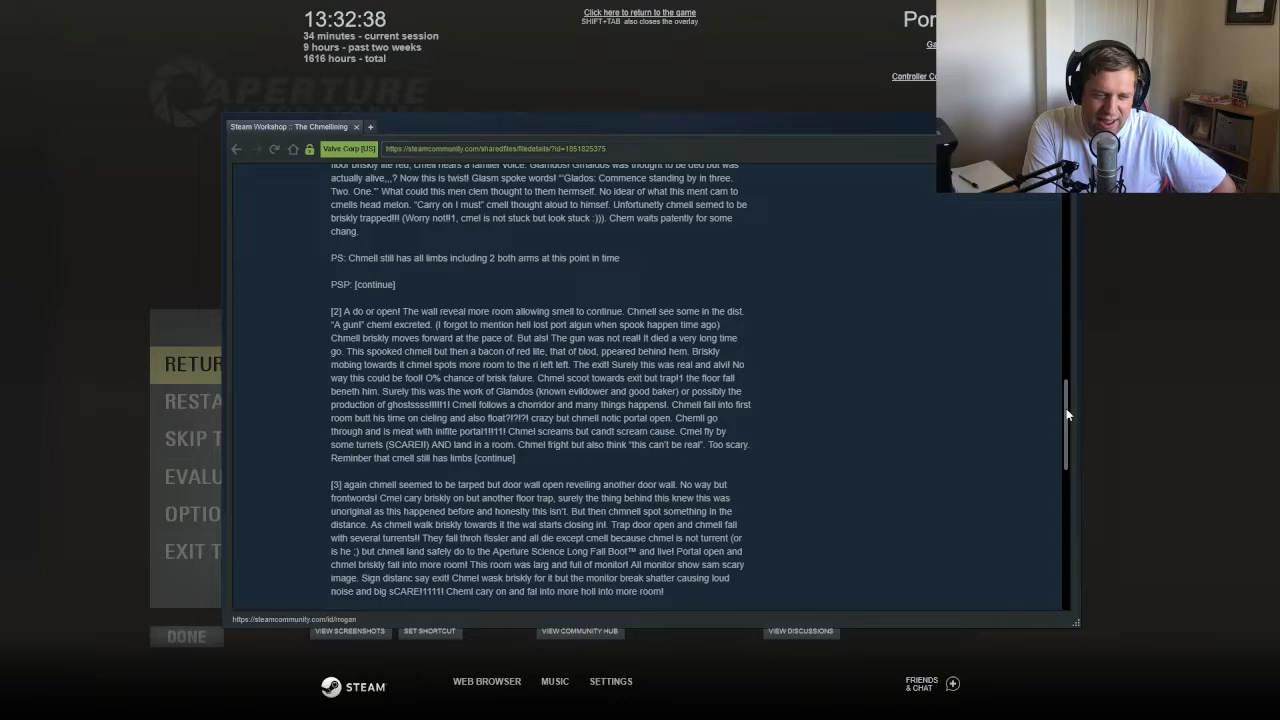 13:32:38
34 minutes - current session
9 hours - past two weeks
1616 hours - total
Click here to return to the game
SHIFT+TAB also closes the overlay
Por
Ga
Controller Co
APERTURE
Steam Workshop :: The Chmellining
Valve Corp [US]
https://steamcommunity.com/sharedfiles/filedetails/?id=1851825375
floor briskly lite red, cmell hears a familer voice. Glamdos! Gmaldos was thought to be ded but was
actually alive,,,? Now this is twist! Glasm spoke words! "'Glados: Commence standing by in three.
Two. One."' What could this men clem thought to them hermself. No idear of what this ment cam to
cmells head melon. "Carry on I must" cmell thought aloud to himsef. Unfortunetly chmell semed to be
briskly trapped!!! (Worry not!!1, cmel is not stuck but look stuck :))). Chem waits patently for some
chang.
PS: Chmell still has all limbs including 2 both arms at this point in time
PSP: [continue]
[2] A do or open! The wall reveal more room allowing smell to continue. Chmell see some in the dist.
"A gun!" cheml excreted. (I forgot to mention hell lost port algun when spook happen time ago)
Chmell briskly moves forward at the pace of. But als! The gun was not real! It died a very long time
go. This spooked chmell but then a bacon of red lite, that of blod, ppeared behind hem. Briskly
mobing towards it chmel spots more room to the ri left left. The exit! Surely this was real and alvi! No
way this could be fool! O% chance of brisk falure. Chmel scoot towards exit but trap!1 the floor fall
beneth him. Surely this was the work of Glamdos (known evildower and good baker) or possibly the
production of ghostssss!!!!!1! Cmell follows a chorridor and many things happens!. Chmell fall into first
room butt his time on cieling and also float?!?!?! crazy but chmell notic portal open. Chemll go
through and is meat with inifite portal1!!11! Chmel screams but candt scream cause. Cmel fly by
some turrets (SCARE!!) AND land in a room. Chmel fright but also think "this can't be real". Too scary.
Reminber that cmell still has limbs [continue]
[3] again chmell seemed to be tarped but door wall open reveiling another door wall. No way but
frontwords! Cmel cary briskly on but another floor trap, surely the thing behind this knew this was
unoriginal as this happened before and honeslty this isn't. But then chmnell spot something in the
distance. As chmell walk briskly towards it the wal starts closing in!. Trap door open and chmell fall
with several turrents!! They fall throh fissler and all die except cmell because chmel is not turrent (or
is he ;) but chmell land safely do to the Aperture Science Long Fall Boot™ and live! Portal open and
chmel briskly fall into more room! This room was larg and full of monitor! All monitor show sam scary
image. Sign distanc say exit! Chmel wask briskly for it but the monitor break shatter causing loud
noise and big sCARE!1111! Cheml cary on and fal into more holl into more room!
https://steamcommunity.com/id/rrogan
RETUR
RESTA
SKIP T
EVALU
OPTIO
EXIT T
DONE
VIEW SCREENSHOTS
SET SHORTCUT
VIEW COMMUNITY HUB
VIEW DISCUSSIONS
STEAM
WEB BROWSER
MUSIC
SETTINGS
FRIENDS
& CHAT